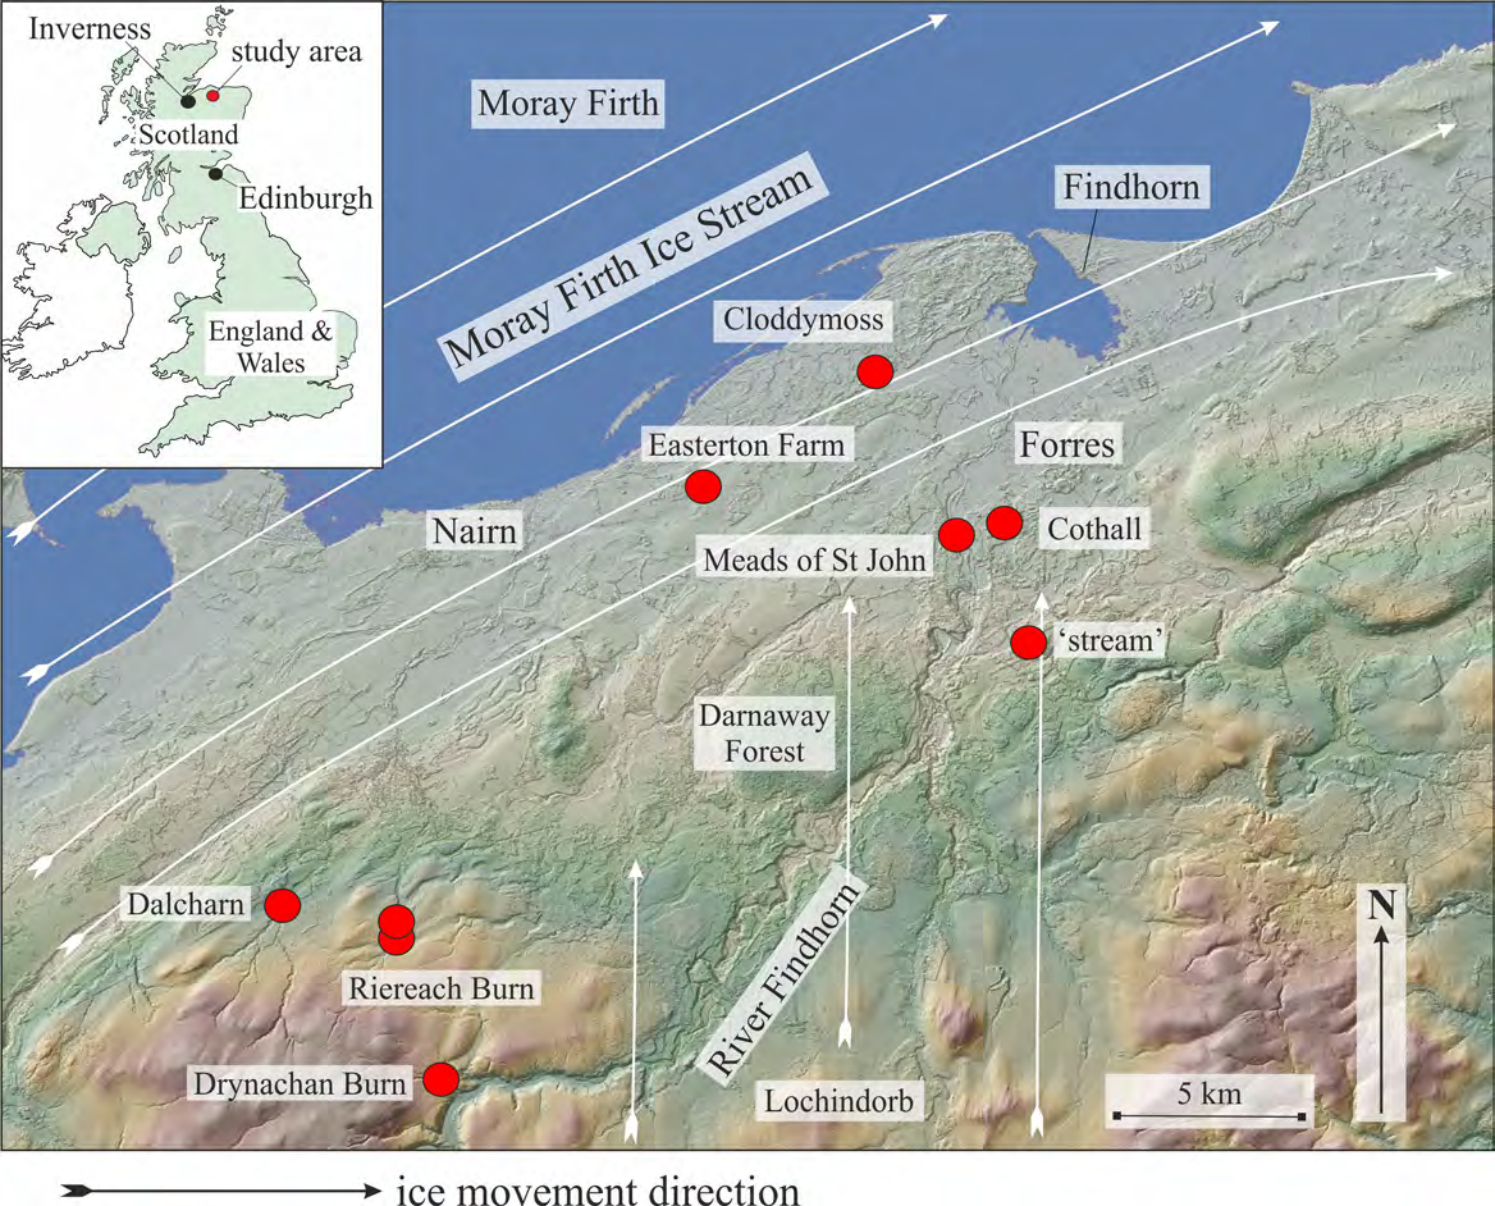 Inverness
study area
Scotland
Edinburgh
England &
Wales
Moray Firth
Moray Firth Ice Stream
Findhorn
Cloddymoss
Easterton Farm
Forres
Nairn
Cothall
Meads of St John
‘stream’
Darnaway
Forest
Dalcharn
River Findhorn
N
Riereach Burn
Drynachan Burn
Lochindorb
5 km
ice movement direction